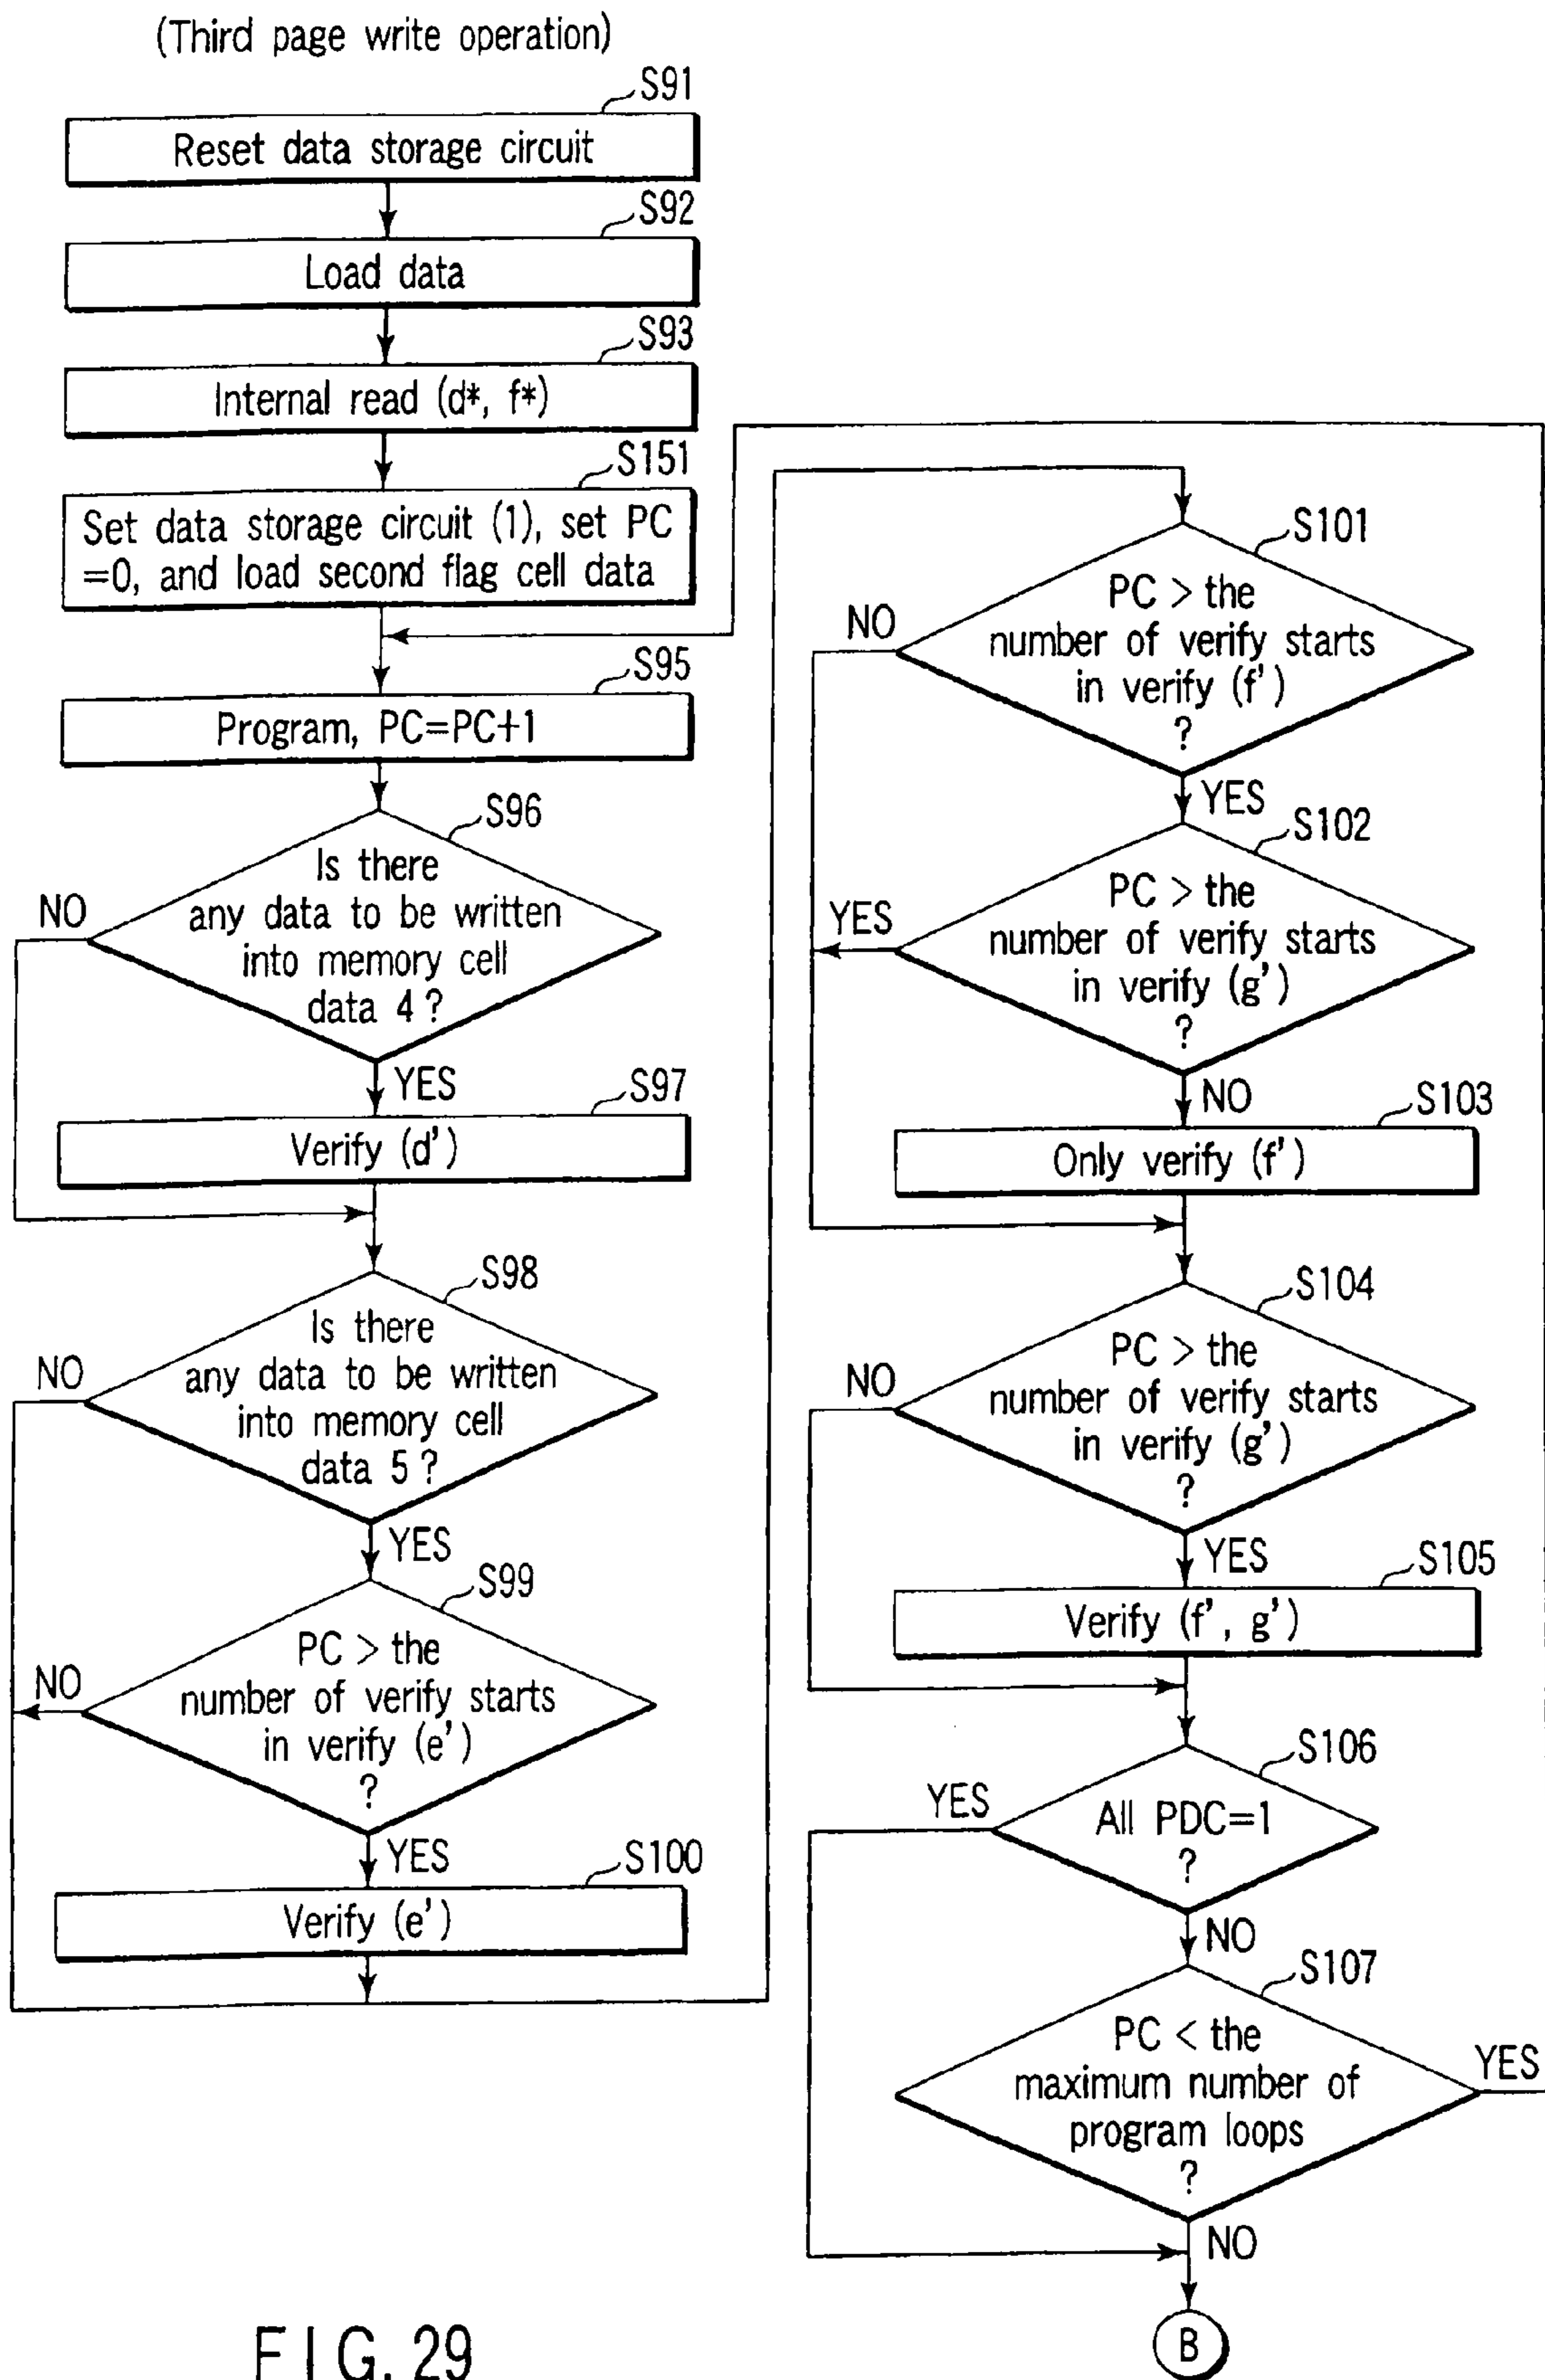 (Third page write operation)
S91
Reset data storage circuit
S92
Load data
S93
Internal read (d*, f*)
S151
Set data storage circuit (1), set PC
=0, and load second flag cell data
S95
Program, PC=PC+1
S96
Is there
any data to be written
into memory cell
data 4?
NO
YES
S97
Verify (d')
S98
Is there
any data to be written
into memory cell
data 5?
NO
YES
S99
PC > the
number of verify starts
in verify (e')
?
NO
YES
S100
Verify (e')
S101
PC > the
number of verify starts
in verify (f')
?
NO
YES
S102
PC > the
number of verify starts
in verify (g')
?
YES
NO
S103
Only verify (f')
S104
PC > the
number of verify starts
in verify (g')
?
NO
YES
S105
Verify (f', g')
S106
All PDC=1
?
YES
NO
S107
PC < the
maximum number of
program loops
?
YES
NO
B
FIG. 29